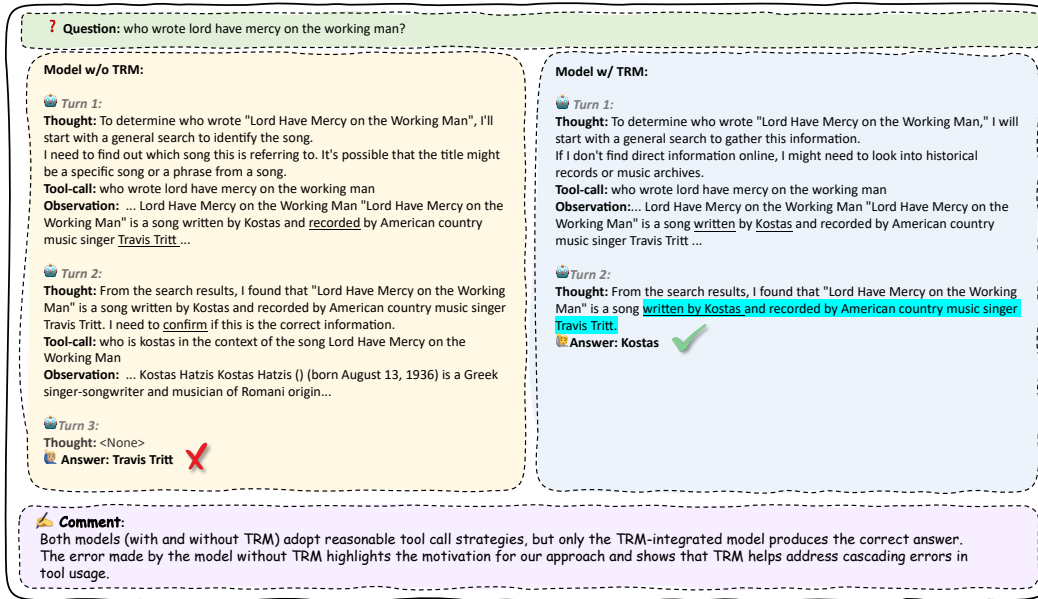 ? Question: who wrote lord have mercy on the working man?
Model w/o TRM:
Turn 1:
Thought: To determine who wrote "Lord Have Mercy on the Working Man", I'll
start with a general search to identify the song.
I need to find out which song this is referring to. It's possible that the title might
be a specific song or a phrase from a song.
Tool-call: who wrote lord have mercy on the working man
Observation: ... Lord Have Mercy on the Working Man "Lord Have Mercy on the
Working Man" is a song written by Kostas and recorded by American country
music singer Travis Tritt ...
Turn 2:
Thought: From the search results, I found that "Lord Have Mercy on the Working
Man" is a song written by Kostas and recorded by American country music singer
Travis Tritt. I need to confirm if this is the correct information.
Tool-call: who is kostas in the context of the song Lord Have Mercy on the
Working Man
Observation: ... Kostas Hatzis Kostas Hatzis () (born August 13, 1936) is a Greek
singer-songwriter and musician of Romani origin...
Turn 3:
Thought: <None>
Answer: Travis Tritt
Model w/ TRM:
Turn 1:
Thought: To determine who wrote "Lord Have Mercy on the Working Man," I will
start with a general search to gather this information.
If I don't find direct information online, I might need to look into historical
records or music archives.
Tool-call: who wrote lord have mercy on the working man
Observation:... Lord Have Mercy on the Working Man "Lord Have Mercy on the
Working Man" is a song written by Kostas and recorded by American country
music singer Travis Tritt ...
Turn 2:
Thought: From the search results, I found that "Lord Have Mercy on the Working
Man" is a song written by Kostas and recorded by American country music singer
Travis Tritt.
Answer: Kostas
Comment:
Both models (with and without TRM) adopt reasonable tool call strategies, but only the TRM-integrated model produces the correct answer.
The error made by the model without TRM highlights the motivation for our approach and shows that TRM helps address cascading errors in
tool usage.